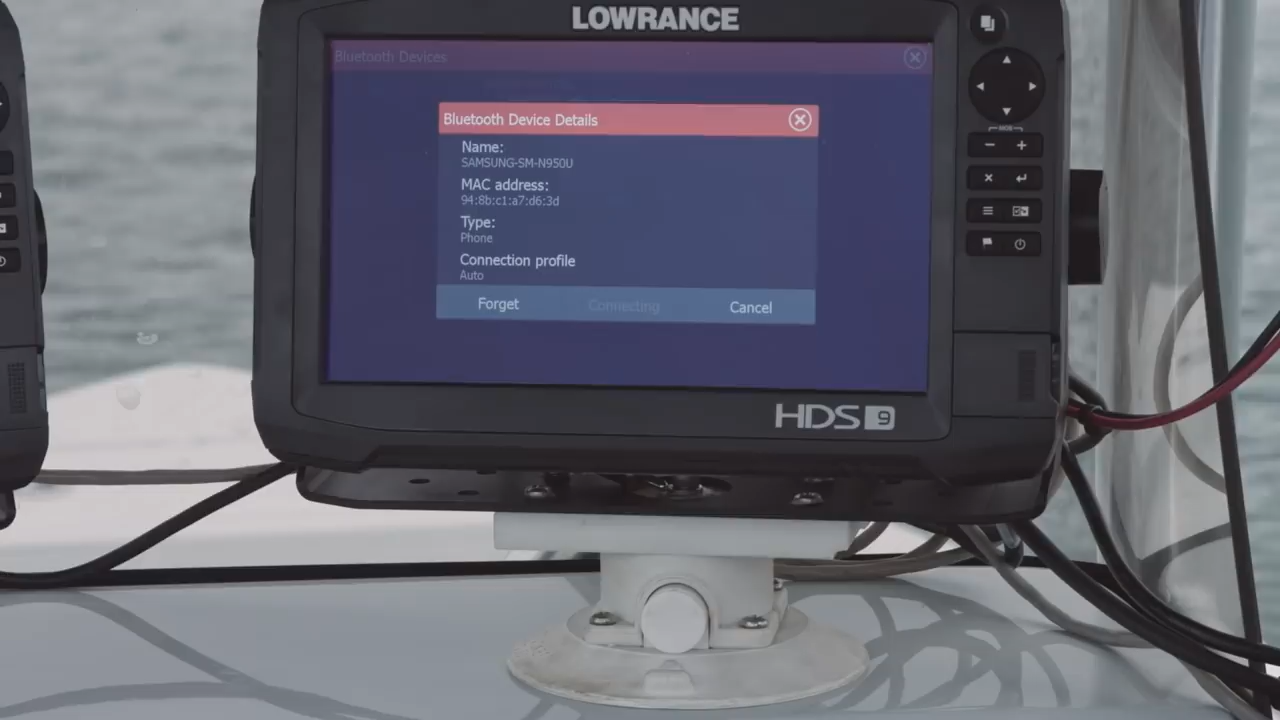 LOWRANCE
Bluetooth Devices
Bluetooth Device Details
Name:
SAMSUNG-SM-N950U
MAC address:
94:8b:c1:a7:d6:3d
Type:
Phone
Connection profile
Auto
Forget Connecting Cancel
MOB
HDS 9